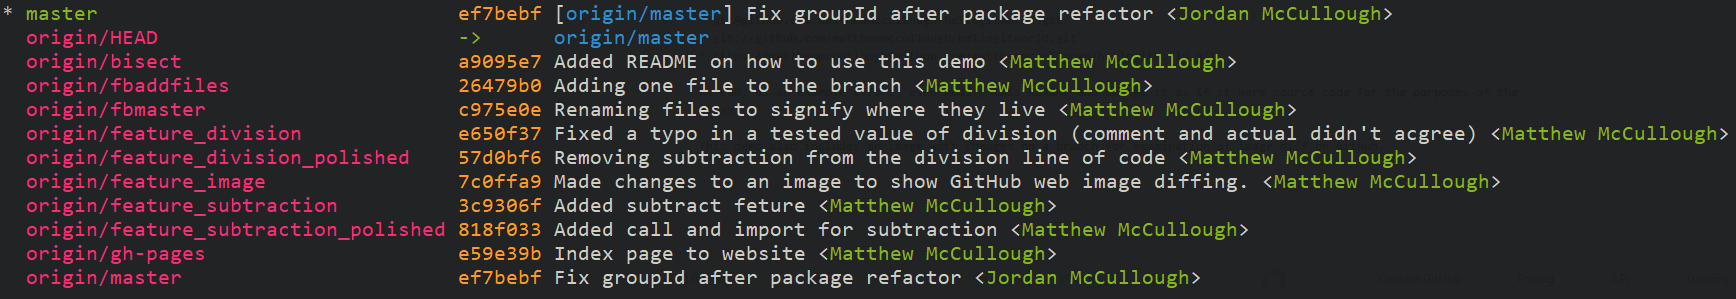 * master ef7bebf [origin/master] Fix groupId after package refactor <Jordan McCullough>
origin/HEAD -> origin/master
origin/bisect a9095e7 Added README on how to use this demo <Matthew McCullough>
origin/fbaddfiles 26479b0 Adding one file to the branch <Matthew McCullough>
origin/fbmaster c975e0e Renaming files to signify where they live <Matthew McCullough>
origin/feature_division e650f37 Fixed a typo in a tested value of division (comment and actual didn't acgree) <Matthew McCullough>
origin/feature_division_polished 57d0bf6 Removing subtraction from the division line of code <Matthew McCullough>
origin/feature_image 7c0ffa9 Made changes to an image to show GitHub web image diffing. <Matthew McCullough>
origin/feature_subtraction 3c9306f Added subtract feture <Matthew McCullough>
origin/feature_subtraction_polished 818f033 Added call and import for subtraction <Matthew McCullough>
origin/gh-pages e59e39b Index page to website <Matthew McCullough>
origin/master ef7bebf Fix groupId after package refactor <Jordan McCullough>